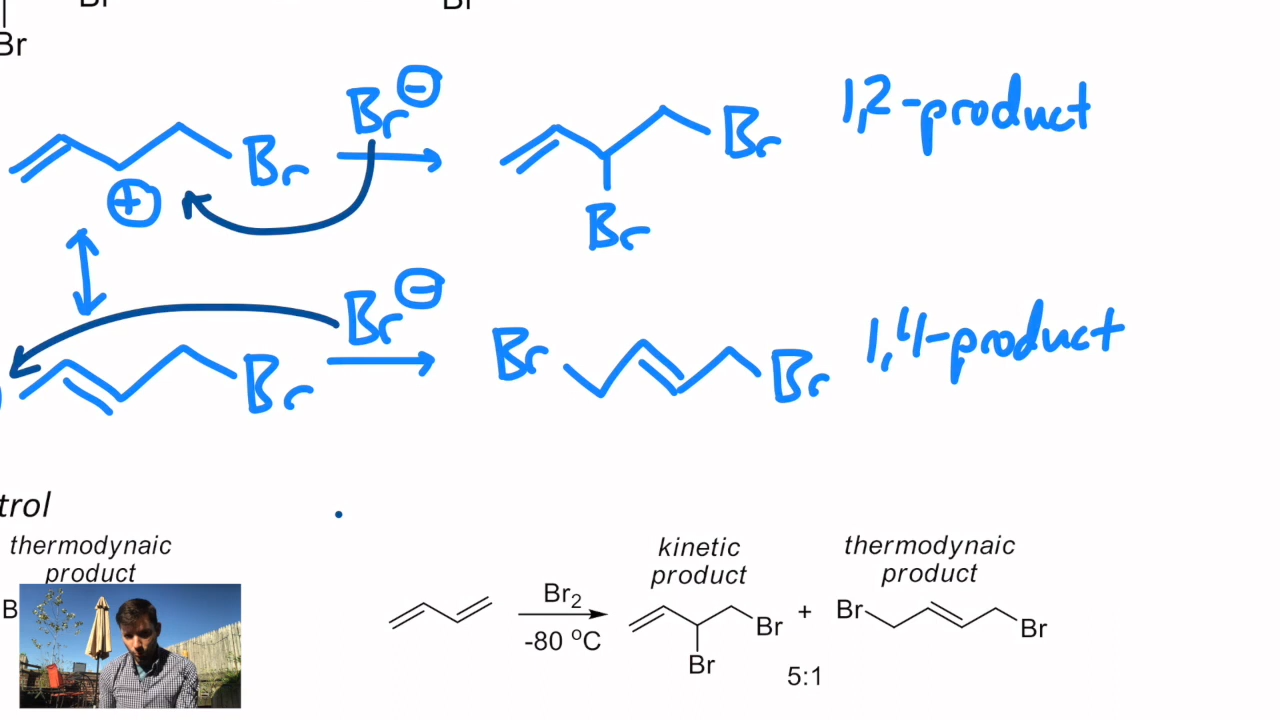 Br
Br
Br
Br⊖
1,2-product
Br
Br
⊕
Br
Br⊖
1,4-product
Br
Br
Br
trol
thermodynaic
product
B
kinetic
product
thermodynaic
product
Br₂
-80 °C
Br
+
Br
Br
Br
5:1